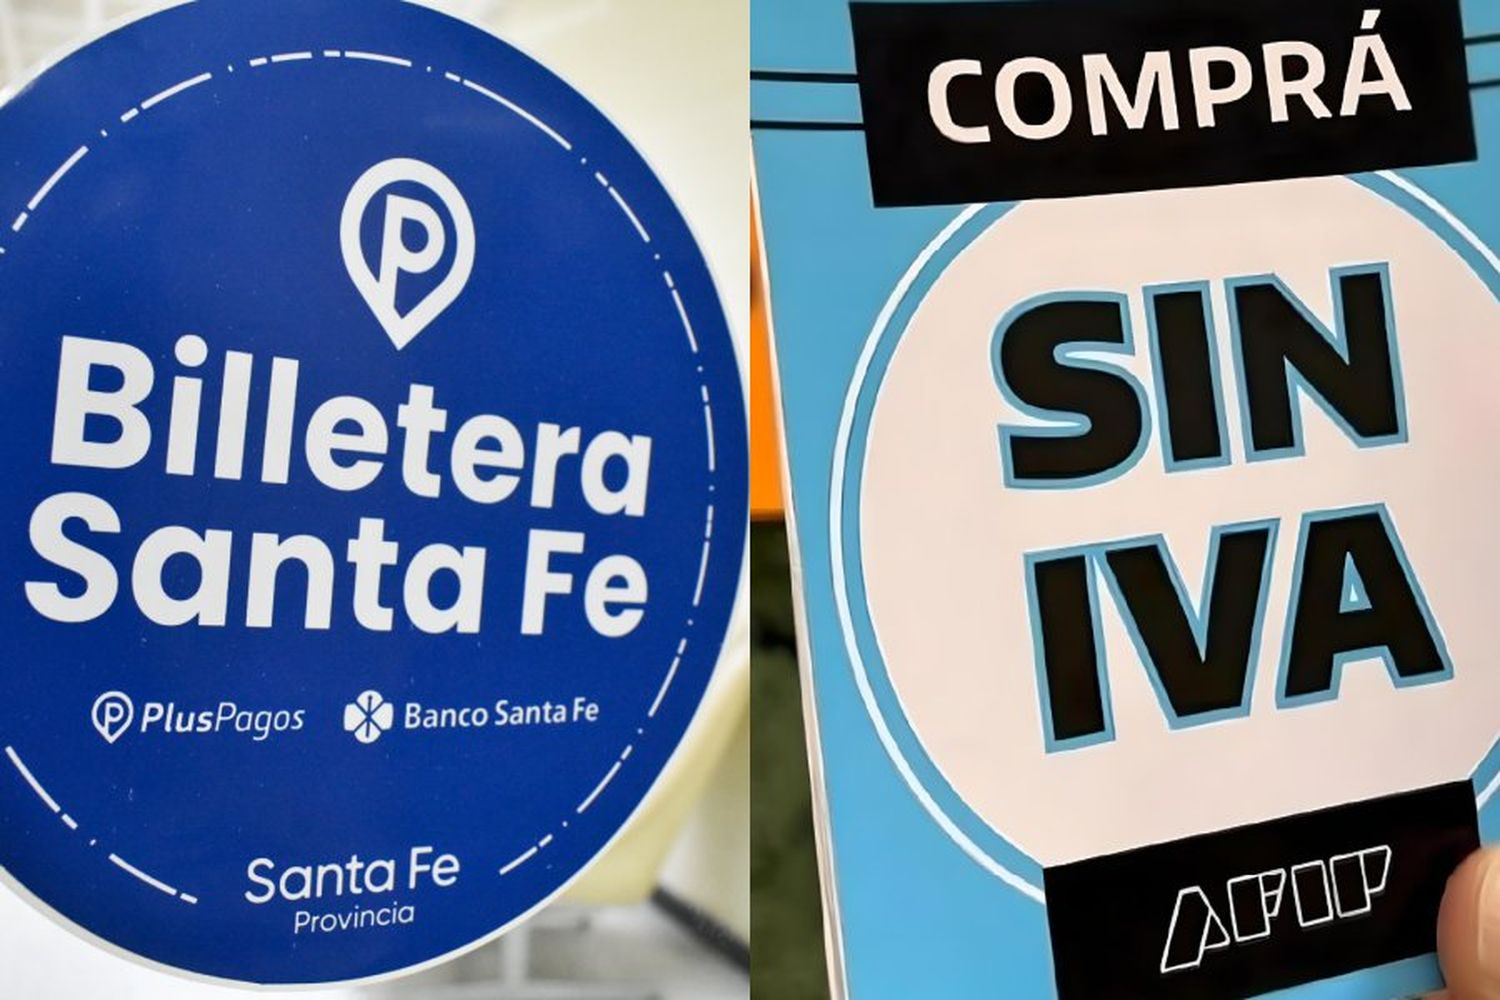 Billetera
Santa Fe
PlusPagos
Banco Santa Fe
Santa Fe
Provincia
COMPRÁ
SIN
IVA
AFIP